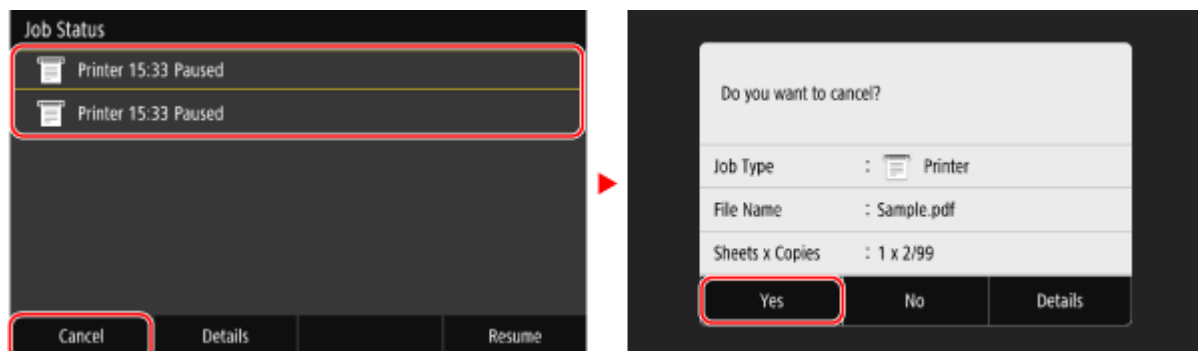 Job Status
Printer 15:33 Paused
Printer 15:33 Paused
Cancel Details Resume
Do you want to cancel?
Job Type : Printer
File Name : Sample.pdf
Sheets x Copies : 1 x 2/99
Yes No Details